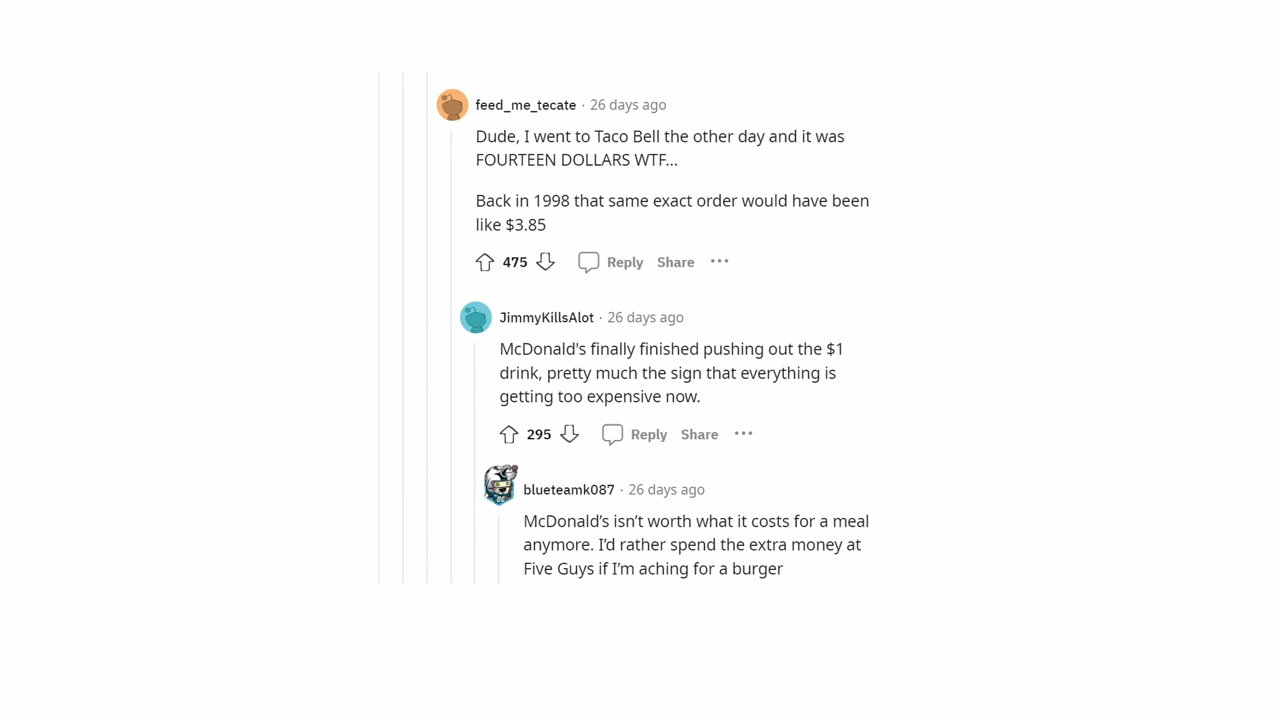 feed_me_tecate · 26 days ago
Dude, I went to Taco Bell the other day and it was
FOURTEEN DOLLARS WTF...
Back in 1998 that same exact order would have been
like $3.85
475 Reply Share ···
JimmyKillsAlot · 26 days ago
McDonald's finally finished pushing out the $1
drink, pretty much the sign that everything is
getting too expensive now.
295 Reply Share ···
blueteamk087 · 26 days ago
McDonald’s isn’t worth what it costs for a meal
anymore. I’d rather spend the extra money at
Five Guys if I’m aching for a burger